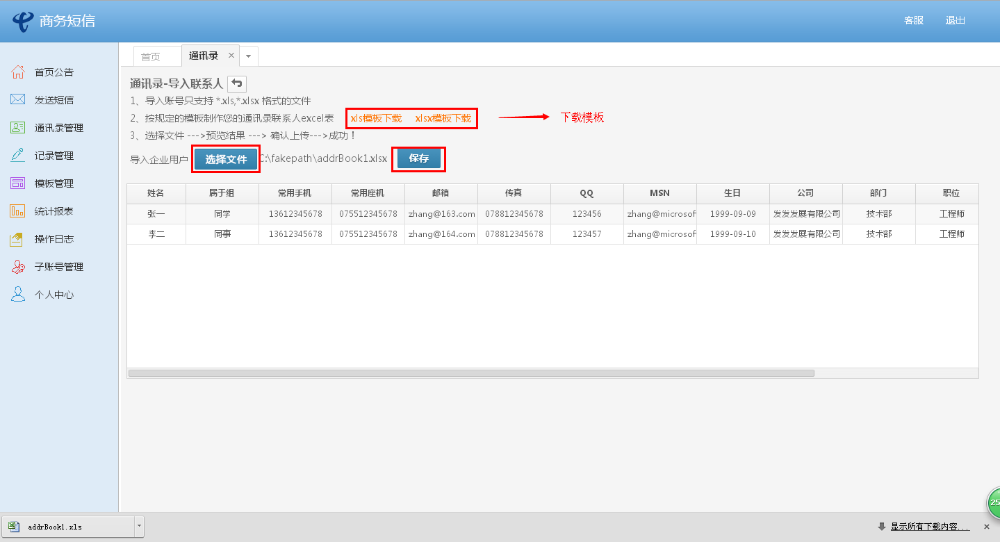 商务短信
客服 退出
首页 通讯录 ×
首页公告
发送短信
通讯录管理
记录管理
模板管理
统计报表
操作日志
子账号管理
个人中心
通讯录-导入联系人
1、导入账号只支持 *.xls,*.xlsx 格式的文件
2、按规定的模板制作您的通讯录联系人excel表 xls模板下载 xlsx模板下载 下载模板
3、选择文件 --->预览结果 ---> 确认上传--->成功！
导入企业用户 选择文件 C:\fakepath\addrBook1.xlsx 保存
姓名 属于组 常用手机 常用座机 邮箱 传真 QQ MSN 生日 公司 部门 职位
张一 同学 13612345678 075512345678 zhang@163.com 078812345678 123456 zhang@microsof 1999-09-09 发发发展有限公司 技术部 工程师
李二 同事 13612345678 075512345678 zhang@164.com 078812345678 123457 zhang@microsof 1999-09-10 发发发展有限公司 技术部 工程师
25
addrBook1.xls
显示所有下载内容... ×